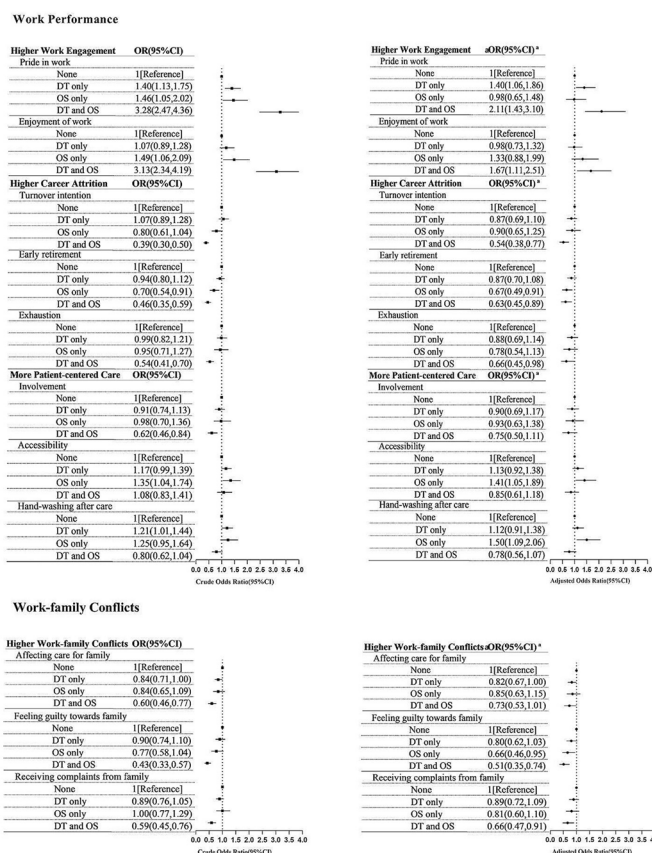 Work Performance
Higher Work Engagement OR(95%CI)
Pride in work
None 1[Reference]
DT only 1.40(1.13,1.75)
OS only 1.46(1.05,2.02)
DT and OS 3.28(2.47,4.36)
Enjoyment of work
None 1[Reference]
DT only 1.07(0.89,1.28)
OS only 1.49(1.06,2.09)
DT and OS 3.13(2.34,4.19)
Higher Career Attrition OR(95%CI)
Turnover intention
None 1[Reference]
DT only 1.07(0.89,1.28)
OS only 0.80(0.61,1.04)
DT and OS 0.39(0.30,0.50)
Early retirement
None 1[Reference]
DT only 0.94(0.80,1.12)
OS only 0.70(0.54,0.91)
DT and OS 0.46(0.35,0.59)
Exhaustion
None 1[Reference]
DT only 0.99(0.82,1.21)
OS only 0.95(0.71,1.27)
DT and OS 0.54(0.41,0.70)
More Patient-centered Care OR(95%CI)
Involvement
None 1[Reference]
DT only 0.91(0.74,1.13)
OS only 0.98(0.70,1.36)
DT and OS 0.62(0.46,0.84)
Accessibility
None 1[Reference]
DT only 1.17(0.99,1.39)
OS only 1.35(1.04,1.74)
DT and OS 1.08(0.83,1.41)
Hand-washing after care
None 1[Reference]
DT only 1.21(1.01,1.44)
OS only 1.25(0.95,1.64)
DT and OS 0.80(0.62,1.04)
0.0 0.5 1.0 1.5 2.0 2.5 3.0 3.5 4.0
Crude Odds Ratio(95%CI)
Higher Work Engagement aOR(95%CI) a
Pride in work
None 1[Reference]
DT only 1.40(1.06,1.86)
OS only 0.98(0.65,1.48)
DT and OS 2.11(1.43,3.10)
Enjoyment of work
None 1[Reference]
DT only 0.98(0.73,1.32)
OS only 1.33(0.88,1.99)
DT and OS 1.67(1.11,2.51)
Higher Career Attrition OR(95%CI) a
Turnover intention
None 1[Reference]
DT only 0.87(0.69,1.10)
OS only 0.90(0.65,1.25)
DT and OS 0.54(0.38,0.77)
Early retirement
None 1[Reference]
DT only 0.87(0.70,1.08)
OS only 0.67(0.49,0.91)
DT and OS 0.63(0.45,0.89)
Exhaustion
None 1[Reference]
DT only 0.88(0.69,1.14)
OS only 0.78(0.54,1.13)
DT and OS 0.66(0.45,0.98)
More Patient-centered Care OR(95%CI) a
Involvement
None 1[Reference]
DT only 0.90(0.69,1.17)
OS only 0.93(0.63,1.38)
DT and OS 0.75(0.50,1.11)
Accessibility
None 1[Reference]
DT only 1.13(0.92,1.38)
OS only 1.41(1.05,1.89)
DT and OS 0.85(0.61,1.18)
Hand-washing after care
None 1[Reference]
DT only 1.12(0.91,1.38)
OS only 1.50(1.09,2.06)
DT and OS 0.78(0.56,1.07)
0.0 0.5 1.0 1.5 2.0 2.5 3.0 3.5 4.0
Adjusted Odds Ratio(95%CI)
Work-family Conflicts
Higher Work-family Conflicts OR(95%CI)
Affecting care for family
None 1[Reference]
DT only 0.84(0.71,1.00)
OS only 0.84(0.65,1.09)
DT and OS 0.60(0.46,0.77)
Feeling guilty towards family
None 1[Reference]
DT only 0.90(0.74,1.10)
OS only 0.77(0.58,1.04)
DT and OS 0.43(0.33,0.57)
Receiving complaints from family
None 1[Reference]
DT only 0.89(0.76,1.05)
OS only 1.00(0.77,1.29)
DT and OS 0.59(0.45,0.76)
0.0 0.5 1.0 1.5 2.0 2.5 3.0 3.5 4.0
Crude Odds Ratio(95%CI)
Higher Work-family Conflicts aOR(95%CI) a
Affecting care for family
None 1[Reference]
DT only 0.82(0.67,1.00)
OS only 0.85(0.63,1.15)
DT and OS 0.73(0.53,1.01)
Feeling guilty towards family
None 1[Reference]
DT only 0.80(0.62,1.03)
OS only 0.66(0.46,0.95)
DT and OS 0.51(0.35,0.74)
Receiving complaints from family
None 1[Reference]
DT only 0.89(0.72,1.09)
OS only 0.81(0.60,1.10)
DT and OS 0.66(0.47,0.91)
0.0 0.5 1.0 1.5 2.0 2.5 3.0 3.5 4.0
Adjusted Odds Ratio(95%CI)